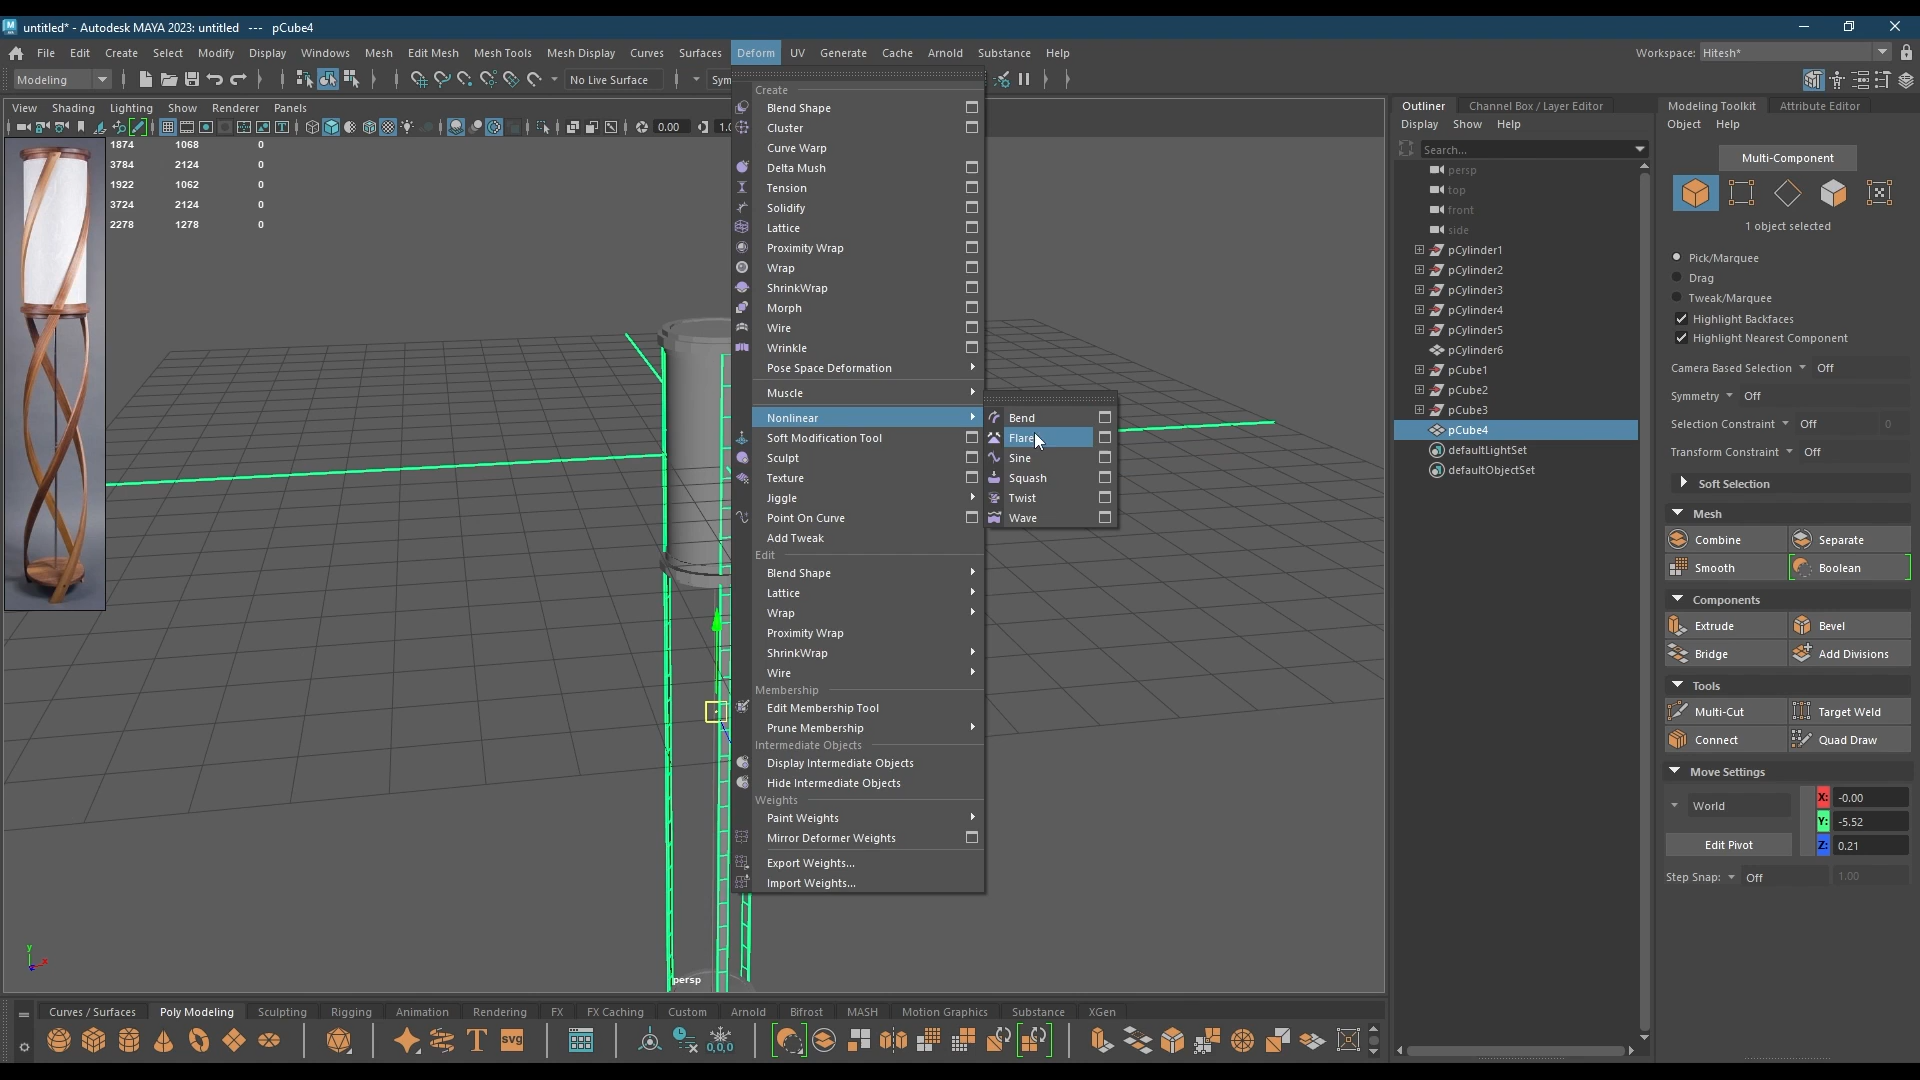 untitled* - Autodesk MAYA 2023: untitled --- pCube4
File Edit Create Select Modify Display Windows Mesh Edit Mesh Mesh Tools Mesh Display Curves Surfaces Deform UV Generate Cache Arnold Substance Help
Workspace: Hitesh*
Modeling
No Live Surface
Sym
View Shading Lighting Show Renderer Panels
0.00
1.0
1874 1068 0
3784 2124 0
1922 1062 0
3724 2124 0
2278 1278 0
Create
Blend Shape
Cluster
Curve Warp
Delta Mush
Tension
Solidify
Lattice
Proximity Wrap
Wrap
ShrinkWrap
Morph
Wire
Wrinkle
Pose Space Deformation
Muscle
Nonlinear
Soft Modification Tool
Sculpt
Texture
Jiggle
Point On Curve
Add Tweak
Edit
Blend Shape
Lattice
Wrap
Proximity Wrap
ShrinkWrap
Wire
Membership
Edit Membership Tool
Prune Membership
Intermediate Objects
Display Intermediate Objects
Hide Intermediate Objects
Weights
Paint Weights
Mirror Deformer Weights
Export Weights...
Import Weights...
Bend
Flare
Sine
Squash
Twist
Wave
y
x
z
persp
Outliner Channel Box / Layer Editor
Display Show Help
Search...
persp
top
front
side
pCylinder1
pCylinder2
pCylinder3
pCylinder4
pCylinder5
pCylinder6
pCube1
pCube2
pCube3
pCube4
defaultLightSet
defaultObjectSet
Modeling Toolkit Attribute Editor
Object Help
Multi-Component
1 object selected
Pick/Marquee
Drag
Tweak/Marquee
Highlight Backfaces
Highlight Nearest Component
Camera Based Selection Off
Symmetry Off
Selection Constraint Off 0
Transform Constraint Off
Soft Selection
Mesh
Combine Separate
Smooth Boolean
Components
Extrude Bevel
Bridge Add Divisions
Tools
Multi-Cut Target Weld
Connect Quad Draw
Move Settings
World
X: -0.00
Y: -5.52
Z: 0.21
Edit Pivot
Step Snap: Off 1.00
Curves / Surfaces Poly Modeling Sculpting Rigging Animation Rendering FX FX Caching Custom Arnold Bifrost MASH Motion Graphics Substance XGen
T
SVG
0,0,0